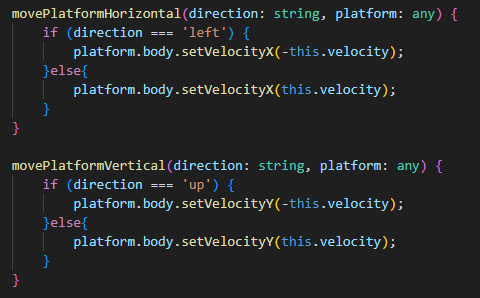 movePlatformHorizontal(direction: string, platform: any) {
    if (direction === 'left') {
        platform.body.setVelocityX(-this.velocity);
    }else{
        platform.body.setVelocityX(this.velocity);
    }
}
movePlatformVertical(direction: string, platform: any) {
    if (direction === 'up') {
        platform.body.setVelocityY(-this.velocity);
    }else{
        platform.body.setVelocityY(this.velocity);
    }
}